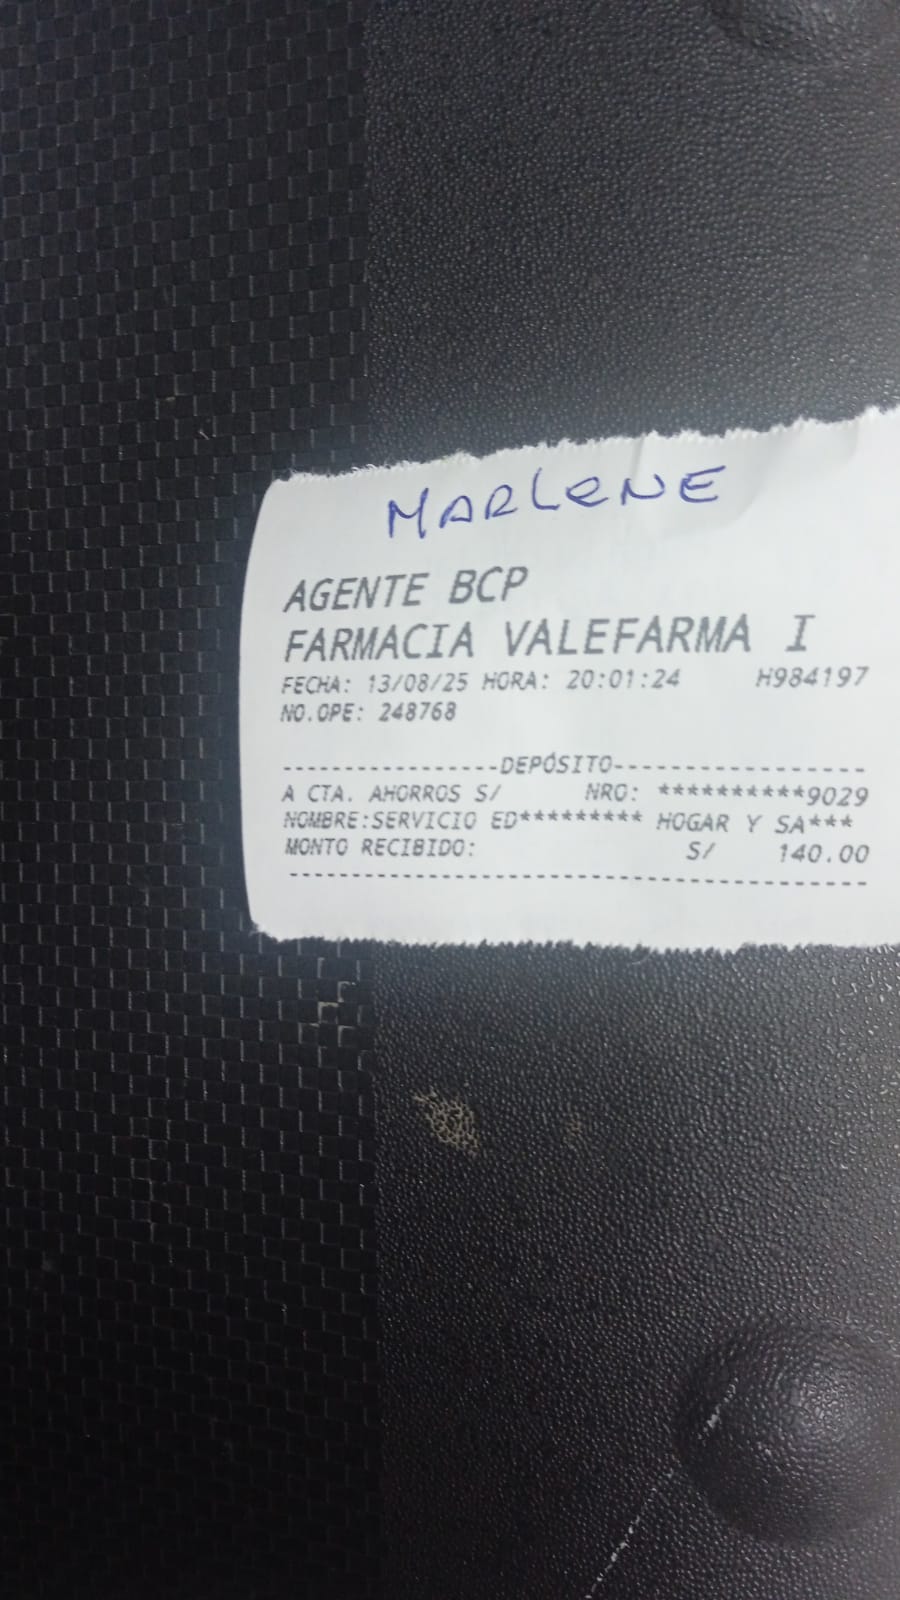 MARLENE
AGENTE BCP
FARMACIA VALEFARMA I
FECHA: 13/08/25 HORA: 20:01:24 H984197
NO.OPE: 248768
-----------------DEPÓSITO-----------------
A CTA. AHORROS S/ NRO: **********9029
NOMBRE:SERVICIO ED********* HOGAR Y SA***
MONTO RECIBIDO: S/ 140.00
------------------------------------------